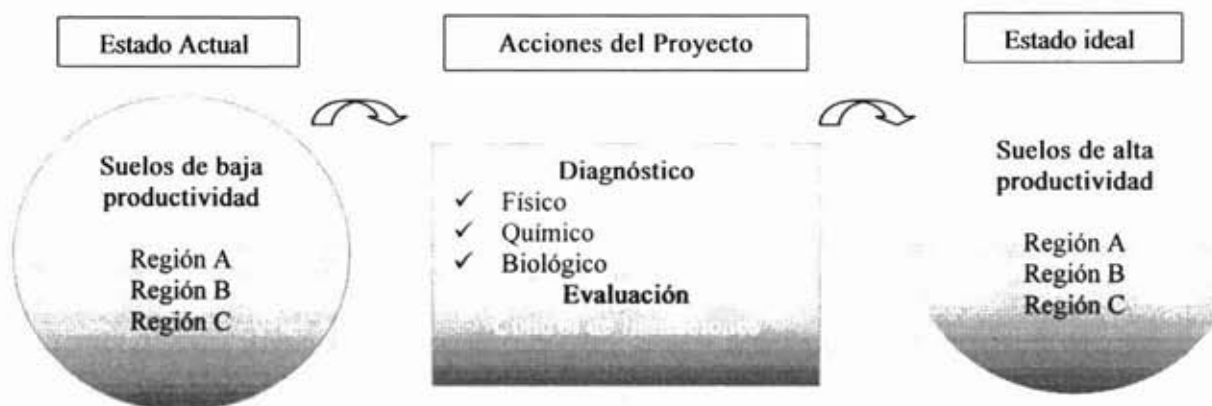 Estado Actual
Suelos de baja
productividad
Región A
Región B
Región C
Acciones del Proyecto
Diagnóstico
✓ Físico
✓ Químico
✓ Biológico
Evaluación
Estado ideal
Suelos de alta
productividad
Región A
Región B
Región C